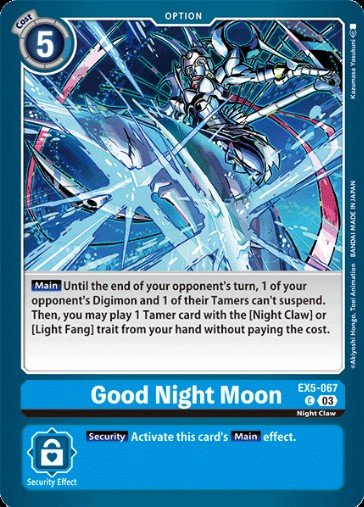 OPTION
Cost
5
Kazumasa Yasukuni
©Akiyoshi Hongo, Toei Animation BANDAI MADE IN JAPAN
Main Until the end of your opponent's turn, 1 of your
opponent's Digimon and 1 of their Tamers can't suspend.
Then, you may play 1 Tamer card with the [Night Claw] or
[Light Fang] trait from your hand without paying the cost.
Good Night Moon
EX5-067
C 03
Night Claw
Security Activate this card's Main effect.
Security Effect